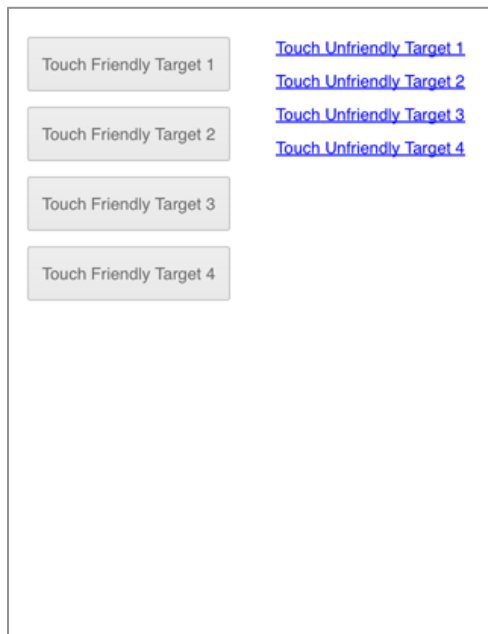 Touch Friendly Target 1
Touch Friendly Target 2
Touch Friendly Target 3
Touch Friendly Target 4
Touch Unfriendly Target 1
Touch Unfriendly Target 2
Touch Unfriendly Target 3
Touch Unfriendly Target 4